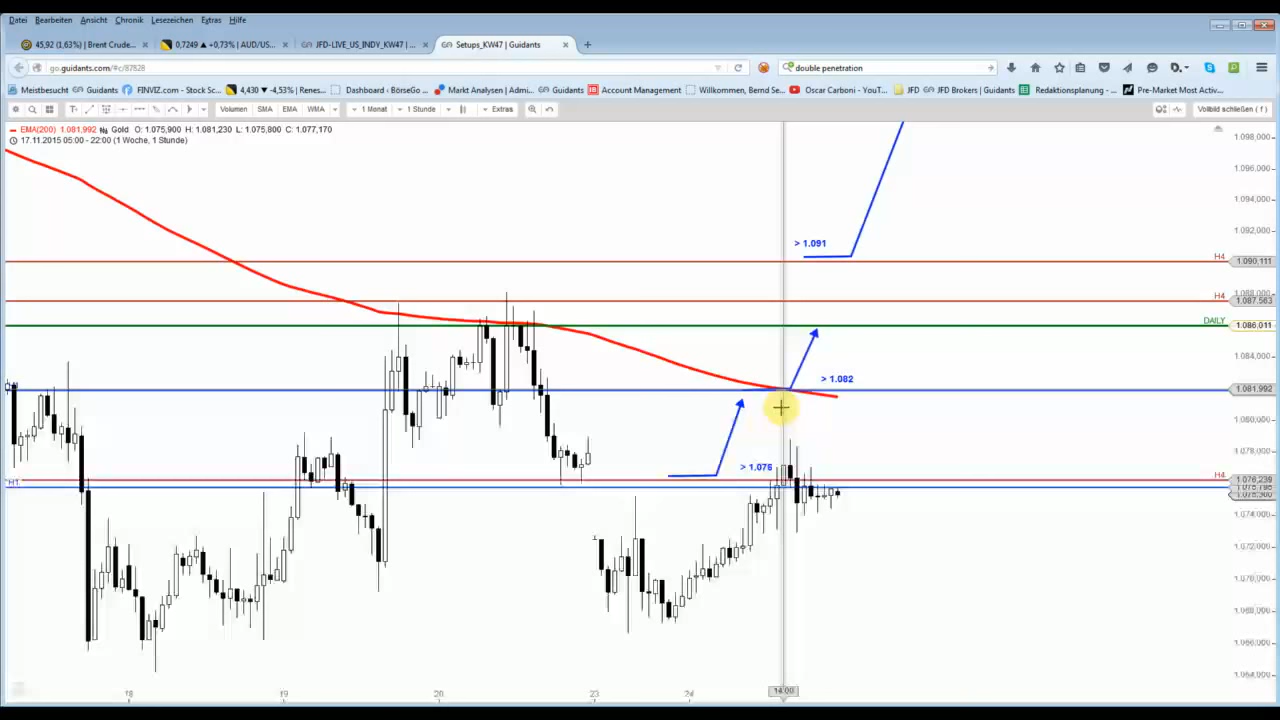 Datei Bearbeiten Ansicht Chronik Lesezeichen Extras Hilfe
45,92 (1,63%) | Brent Crude... × 0,7249 ▲ +0,73% | AUD/US... × JFD-LIVE_US_INDY_KW47 | ... × Setups_KW47 | Guidants × +
go.guidants.com/#c/87828 double penetration
Meistbesucht Guidants FINVIZ.com - Stock Sc... 4,430 ▼ -4,53% | Renes... Dashboard ‹ BörseGo ... Markt Analysen | Admi... Guidants Account Management Willkommen, Bernd Se... Oscar Carboni - YouT... JFD JFD Brokers | Guidants Redaktionsplanung - ... Pre-Market Most Activ...
Volumen SMA EMA WMA 1 Monat 1 Stunde Extras Vollbild schließen ( f )
EMA(200) 1.081,992 Gold O: 1.075,900 H: 1.081,230 L: 1.075,800 C: 1.077,170
17.11.2015 05:00 - 22:00 (1 Woche, 1 Stunde)
1.098,000
1.096,000
1.094,000
1.092,000
> 1.091
H4 1.090,111
1.088,000
H4 1.087,563
DAILY 1.086,011
1.084,000
> 1.082
1.081,992
1.080,000
1.078,000
> 1.076
H4 1.076,239
H1 1.075,795
1.075,300
1.074,000
1.072,000
1.070,000
1.068,000
1.066,000
1.064,000
18 19 20 23 24 14:00